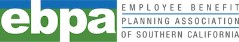 ebpa
EMPLOYEE BENEFIT
PLANNING ASSOCIATION
OF SOUTHERN CALIFORNIA